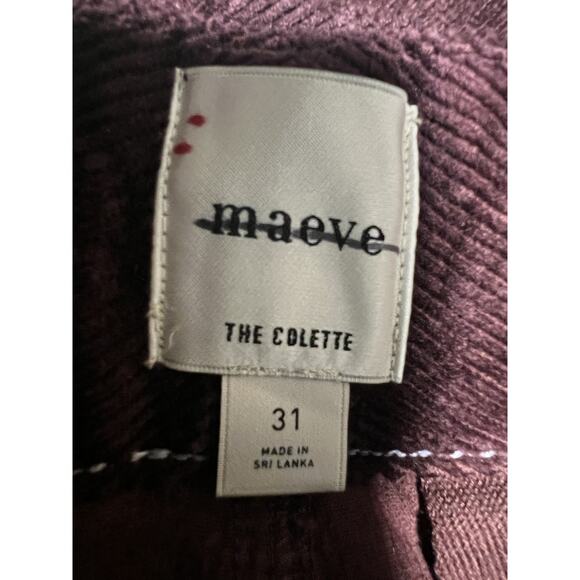 maeve
THE COLETTE
31
MADE IN
SRI LANKA